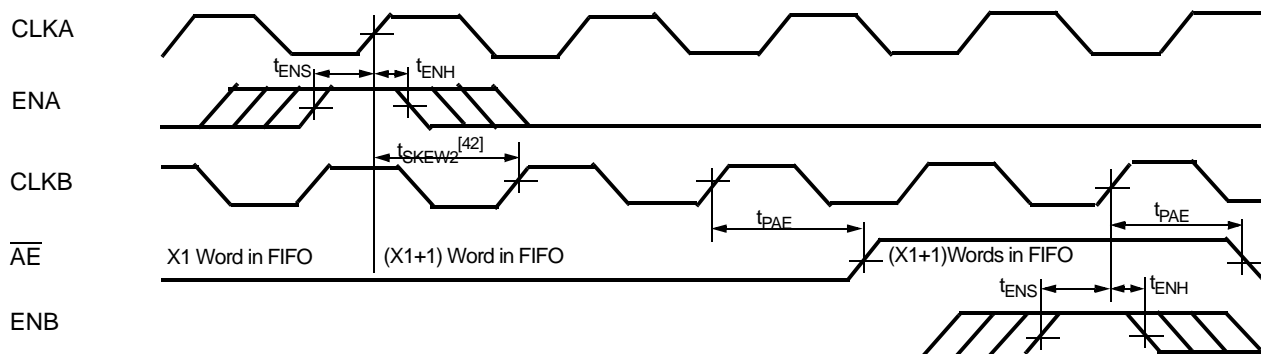 CLKA
tENS tENH
ENA
tSKEW2[42]
CLKB
tPAE tPAE
AE X1 Word in FIFO (X1+1) Word in FIFO (X1+1)Words in FIFO
tENS tENH
ENB